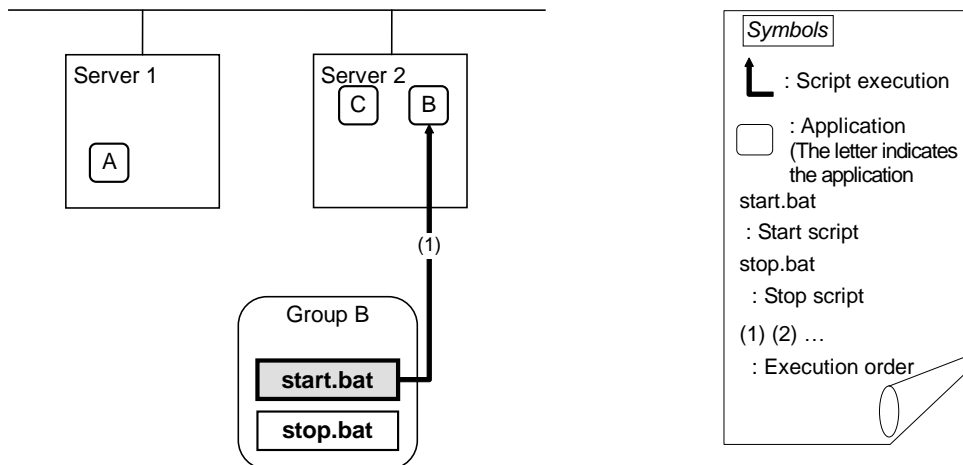 Server 1
A
Server 2
C
B
(1)
Group B
start.bat
stop.bat
Symbols
: Script execution
: Application
(The letter indicates
the application
start.bat
: Start script
stop.bat
: Stop script
(1) (2) …
: Execution order